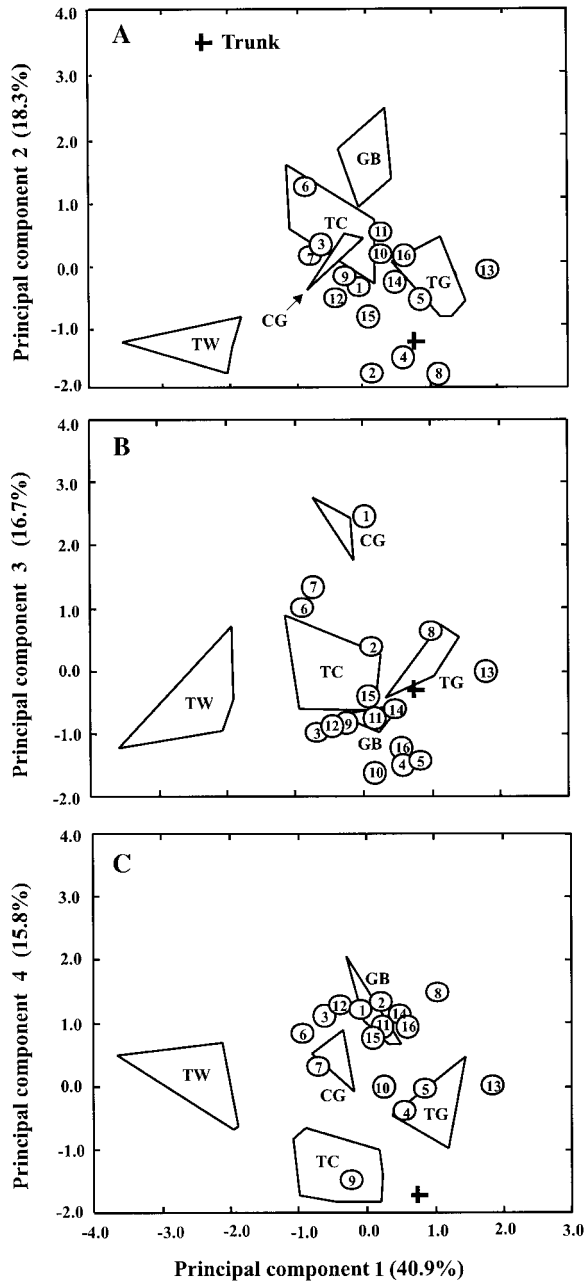 4.0
3.0
2.0
1.0
0.0
-1.0
-2.0
Principal component 2 (18.3%)
A
+ Trunk
GB
6
TC
11
3
7
10
16
9
1
14
TG
13
12
5
CG
15
TW
4
2
8
4.0
3.0
2.0
1.0
0.0
-1.0
-2.0
Principal component 3 (16.7%)
B
1
CG
7
6
8
2
TC
TG
13
TW
15
14
11
9
12
3
GB
16
5
4
10
4.0
3.0
2.0
1.0
0.0
-1.0
-2.0
Principal component 4 (15.8%)
C
GB
8
2
12
1
3
14
11
16
6
15
7
TW
CG
10
5
13
4
TG
TC
9
-4.0 -3.0 -2.0 -1.0 0.0 1.0 2.0 3.0
Principal component 1 (40.9%)